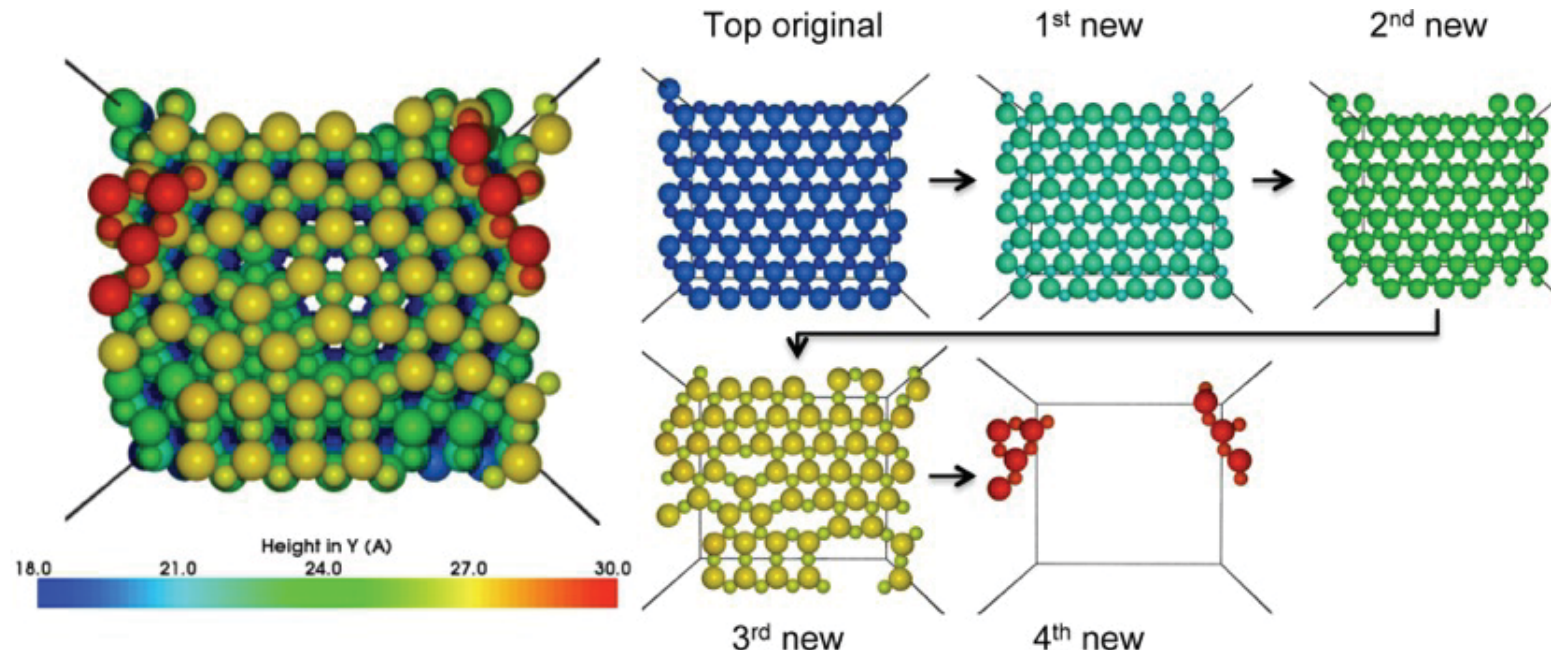 Top original
1st new
2nd new
Height in Y (A)
18.0 21.0 24.0 27.0 30.0
3rd new
4th new